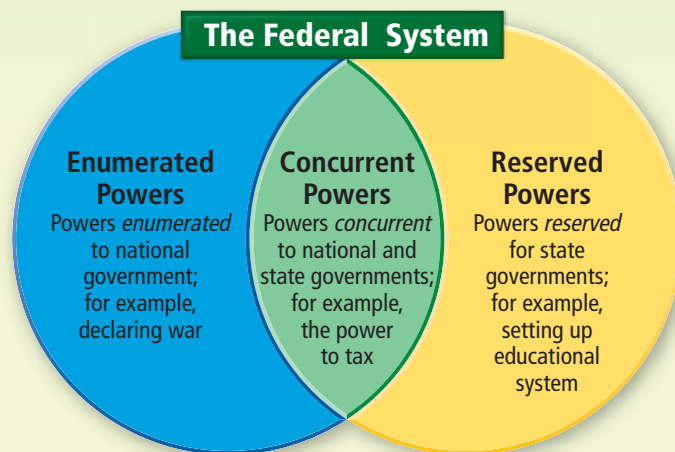 The Federal System
Enumerated
Powers
Powers enumerated
to national
government;
for example,
declaring war
Concurrent
Powers
Powers concurrent
to national and
state governments;
for example,
the power
to tax
Reserved
Powers
Powers reserved
for state
governments;
for example,
setting up
educational
system